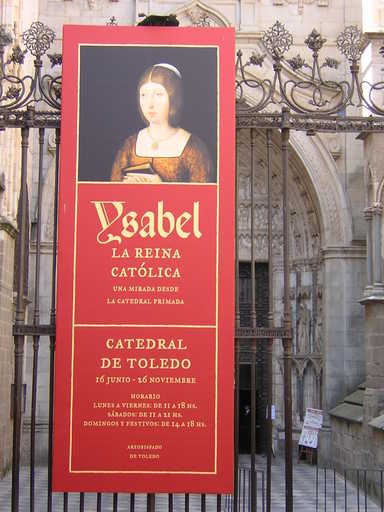 Ysabel
LA REINA
CATÓLICA
UNA MIRADA DESDE
LA CATEDRAL PRIMADA
CATEDRAL
DE TOLEDO
16 JUNIO - 26 NOVIEMBRE
HORARIO
LUNES A VIERNES: DE 11 A 18 HS.
SÁBADOS: DE 11 A 21 HS.
DOMINGOS Y FESTIVOS: DE 14 A 18 HS.
ARZOBISPADO
DE TOLEDO